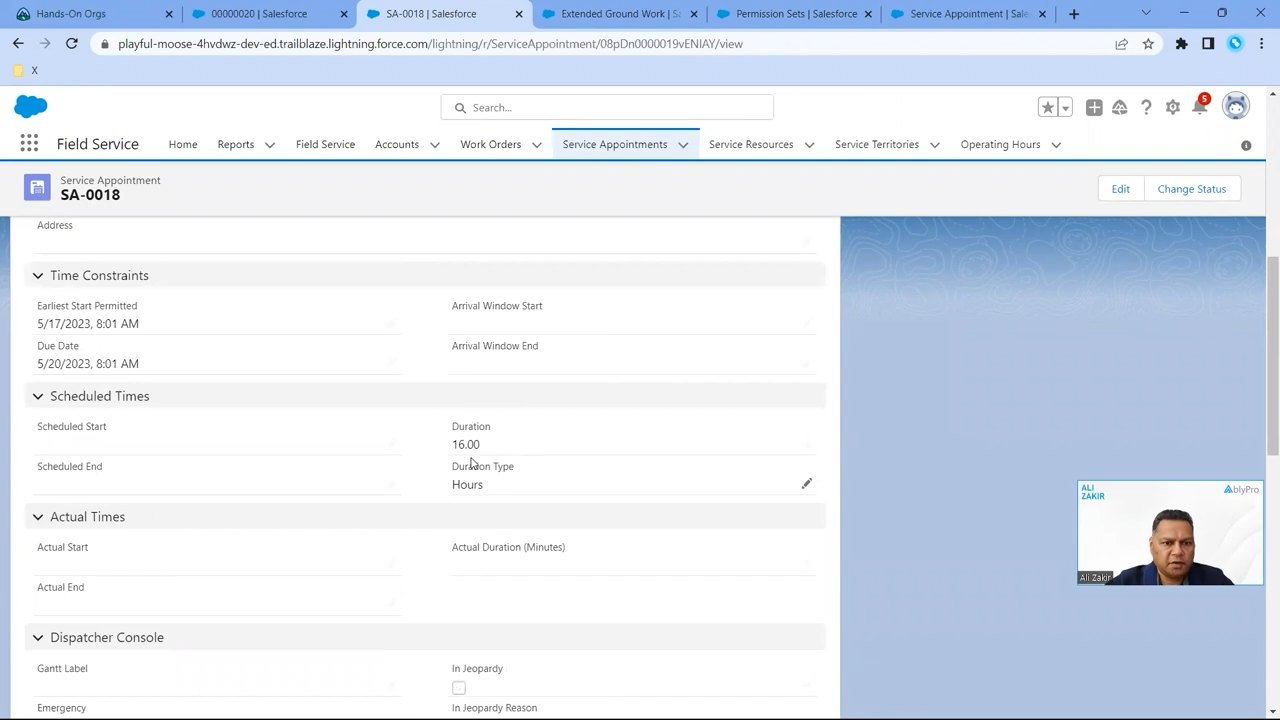 Hands-On Orgs
00000020 | Salesforce
SA-0018 | Salesforce
Extended Ground Work | Sa
Permission Sets | Salesforce
Service Appointment | Sale
playful-moose-4hvdwz-dev-ed.trailblaze.lightning.force.com/lightning/r/ServiceAppointment/08pDn0000019vENIAY/view
X
Search...
5
Field Service
Home
Reports
Field Service
Accounts
Work Orders
Service Appointments
Service Resources
Service Territories
Operating Hours
Service Appointment
SA-0018
Edit
Change Status
Address
Time Constraints
Earliest Start Permitted
5/17/2023, 8:01 AM
Arrival Window Start
Due Date
5/20/2023, 8:01 AM
Arrival Window End
Scheduled Times
Scheduled Start
Duration
16.00
Scheduled End
Duration Type
Hours
Actual Times
Actual Start
Actual Duration (Minutes)
Actual End
Dispatcher Console
Gantt Label
In Jeopardy
Emergency
In Jeopardy Reason
ALI
ZAKIR
AblyPro
Ali Zakir